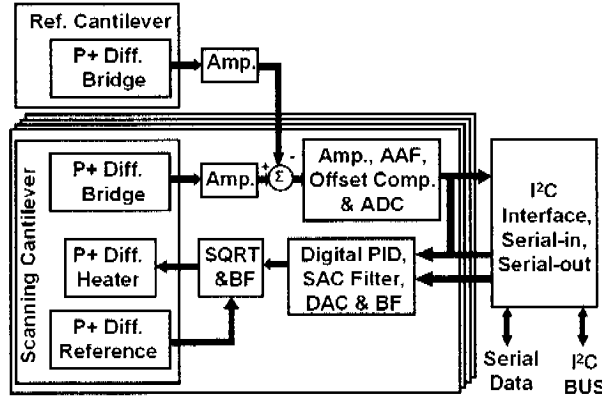 Ref. Cantilever
P+ Diff.
Bridge
Amp.
Scanning Cantilever
P+ Diff.
Bridge
Amp.
+
-
Σ
Amp., AAF,
Offset Comp.
& ADC
P+ Diff.
Heater
SQRT
&BF
Digital PID,
SAC Filter,
DAC & BF
P+ Diff.
Reference
I²C
Interface,
Serial-in,
Serial-out
Serial
Data
I²C
BUS